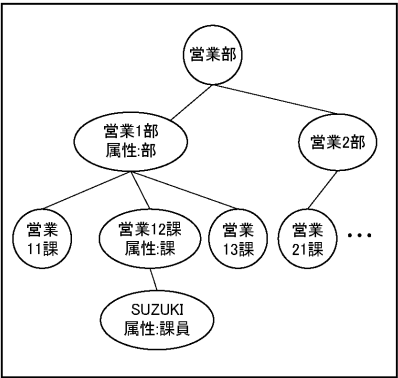 営業部
営業1部
属性:部
営業2部
営業
11課
営業12課
属性:課
営業
13課
営業
21課
･･･
SUZUKI
属性:課員